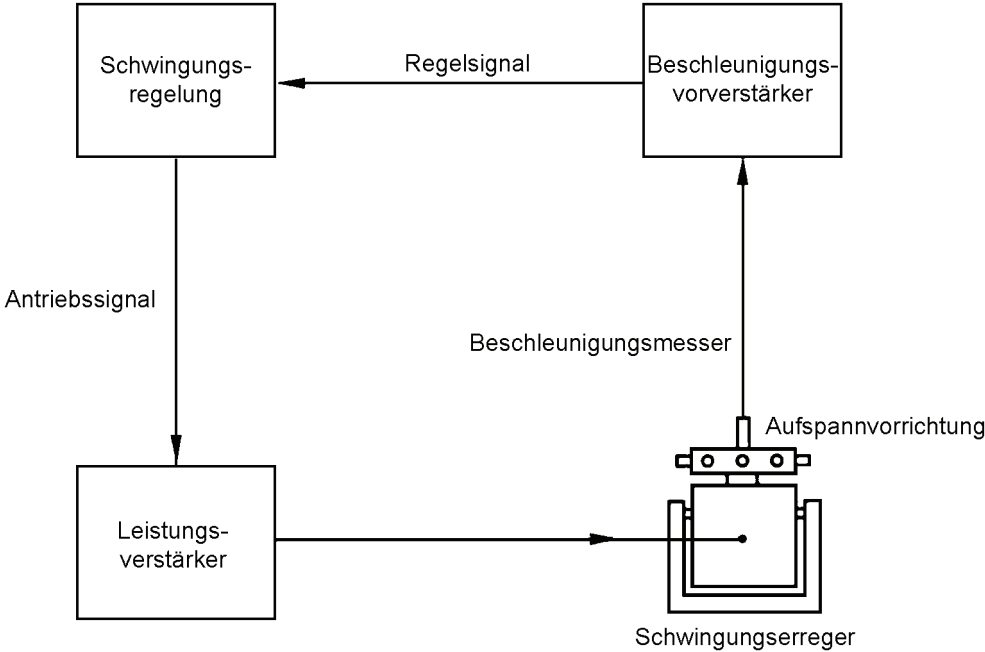 Schwingungs-
regelung
Regelsignal
Beschleunigungs-
vorverstärker
Antriebssignal
Beschleunigungsmesser
Aufspannvorrichtung
Leistungs-
verstärker
Schwingungserreger